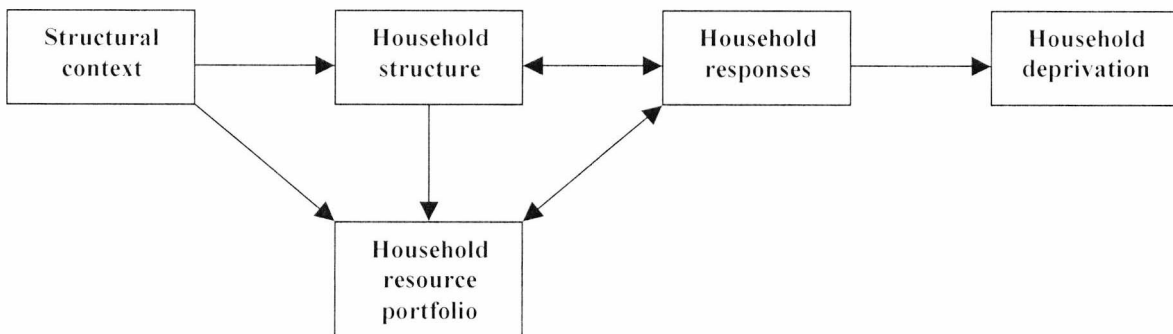 Structural
context
Household
structure
Household
responses
Household
deprivation
Household
resource
portfolio